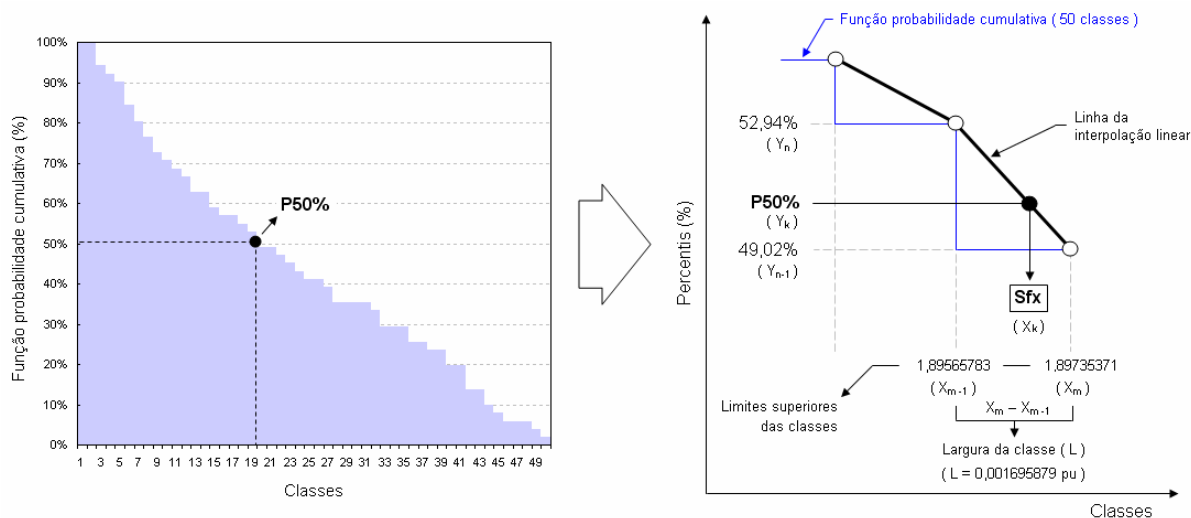 Função probabilidade cumulativa (%)
100%
90%
80%
70%
60%
50%
40%
30%
20%
10%
0%
P50%
1 3 5 7 9 11 13 15 17 19 21 23 25 27 29 31 33 35 37 39 41 43 45 47 49
Classes
Função probabilidade cumulativa ( 50 classes )
Percentis (%)
52,94%
( Yn )
P50%
( Yk )
49,02%
( Yn-1 )
Linha da
interpolação linear
Sfx
( Xk )
1,89565783 1,89735371
( Xm-1 ) ( Xm )
Limites superiores
das classes
Xm – Xm-1
Largura da classe ( L )
( L = 0,001695879 pu )
Classes